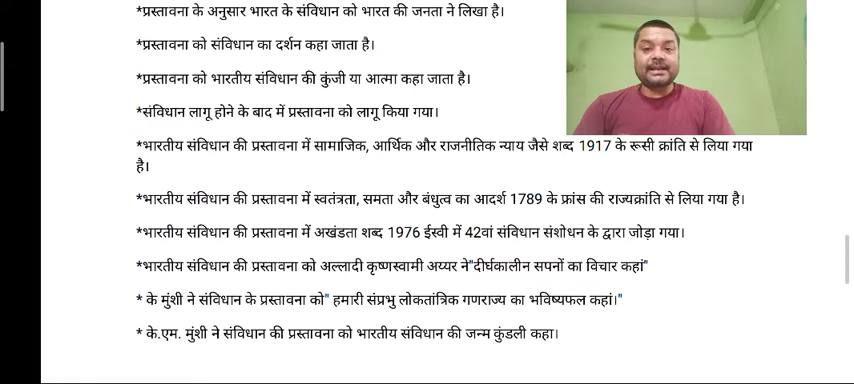 *प्रस्तावना के अनुसार भारत के संविधान को भारत की जनता ने लिखा है।
*प्रस्तावना को संविधान का दर्शन कहा जाता है।
*प्रस्तावना को भारतीय संविधान की कुंजी या आत्मा कहा जाता है।
*संविधान लागू होने के बाद में प्रस्तावना को लागू किया गया।
*भारतीय संविधान की प्रस्तावना में सामाजिक, आर्थिक और राजनीतिक न्याय जैसे शब्द 1917 के रूसी क्रांति से लिया गया
है।
*भारतीय संविधान की प्रस्तावना में स्वतंत्रता, समता और बंधुत्व का आदर्श 1789 के फ्रांस की राज्यक्रांति से लिया गया है।
*भारतीय संविधान की प्रस्तावना में अखंडता शब्द 1976 ईस्वी में 42वां संविधान संशोधन के द्वारा जोड़ा गया।
*भारतीय संविधान की प्रस्तावना को अल्लादी कृष्णस्वामी अय्यर ने"दीर्घकालीन सपनों का विचार कहां"
* के मुंशी ने संविधान के प्रस्तावना को" हमारी संप्रभु लोकतांत्रिक गणराज्य का भविष्यफल कहां।"
* के.एम. मुंशी ने संविधान की प्रस्तावना को भारतीय संविधान की जन्म कुंडली कहा।